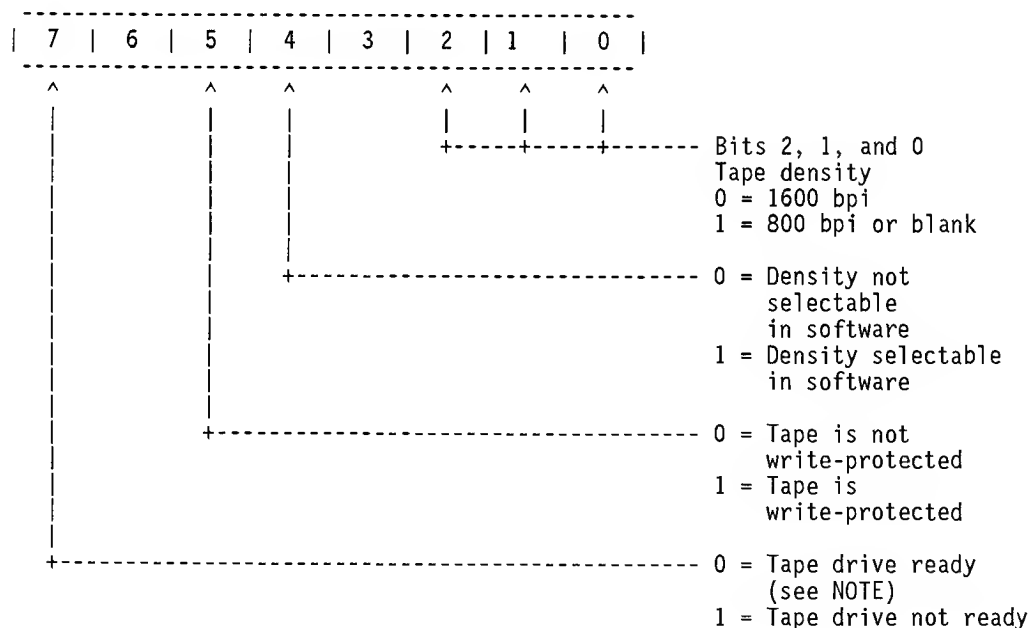 | 7 | 6 | 5 | 4 | 3 | 2 | 1 | 0 |
Bits 2, 1, and 0
Tape density
0 = 1600 bpi
1 = 800 bpi or blank
0 = Density not
selectable
in software
1 = Density selectable
in software
0 = Tape is not
write-protected
1 = Tape is
write-protected
0 = Tape drive ready
(see NOTE)
1 = Tape drive not ready